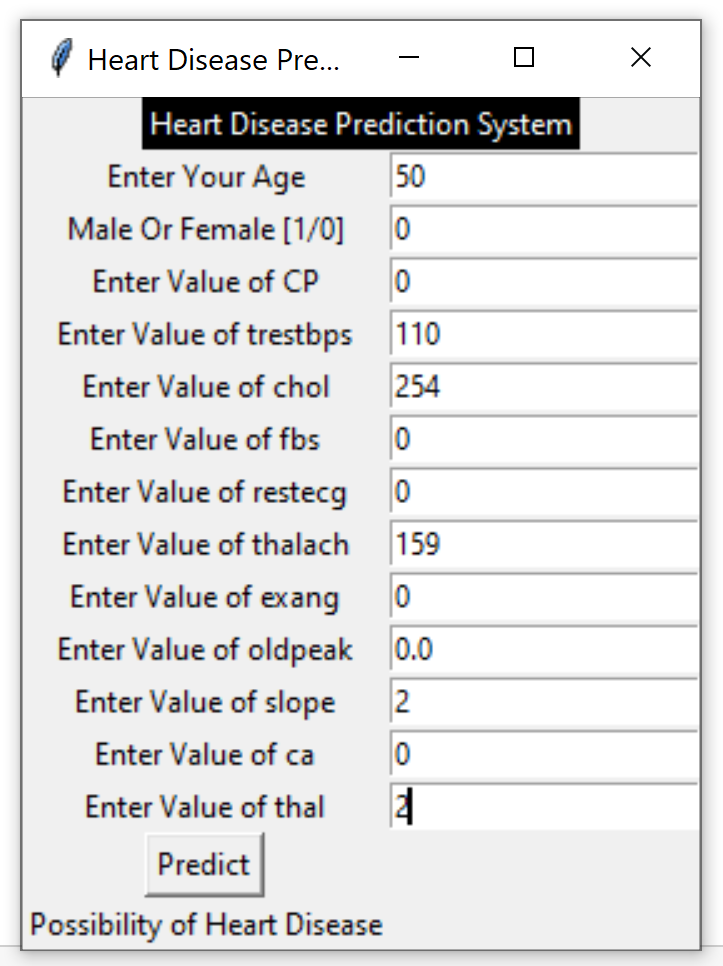 Heart Disease Pre...
Heart Disease Prediction System
Enter Your Age 50
Male Or Female [1/0] 0
Enter Value of CP 0
Enter Value of trestbps 110
Enter Value of chol 254
Enter Value of fbs 0
Enter Value of restecg 0
Enter Value of thalach 159
Enter Value of exang 0
Enter Value of oldpeak 0.0
Enter Value of slope 2
Enter Value of ca 0
Enter Value of thal 2
Predict
Possibility of Heart Disease